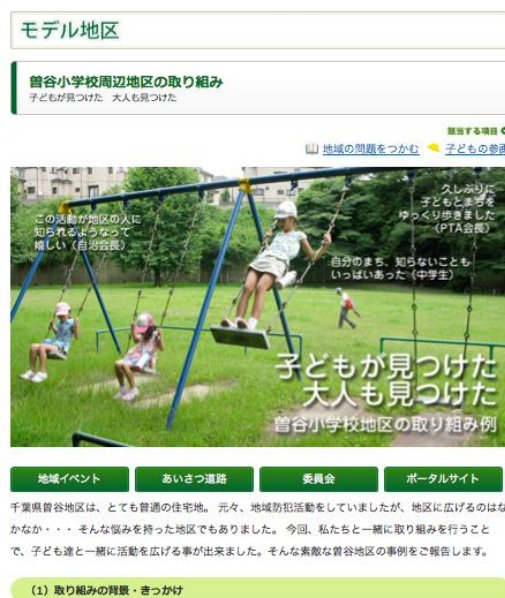 モデル地区
曽谷小学校周辺地区の取り組み
子どもが見つけた 大人も見つけた
該当する項目
地域の問題をつかむ 子どもの参画
この活動が地区の人に
知られるようなって
嬉しい(自治会長)
久しぶりに
子どもとまちを
ゆっくり歩きました
(PTA会長)
自分のまち、知らないことも
いっぱいあった(中学生)
子どもが見つけた
大人も見つけた
曽谷小学校地区の取り組み例
地域イベント あいさつ道路 委員会 ポータルサイト
千葉県曽谷地区は、とても普通の住宅地。 元々、地域防犯活動をしていましたが、地区に広げるのはな
かなか・・・ そんな悩みを持った地区でもありました。 今回、私たちと一緒に取り組みを行うこと
で、子ども達と一緒に活動を広げる事が出来ました。そんな素敵な曽谷地区の事例をご報告します。
(1)取り組みの背景・きっかけ